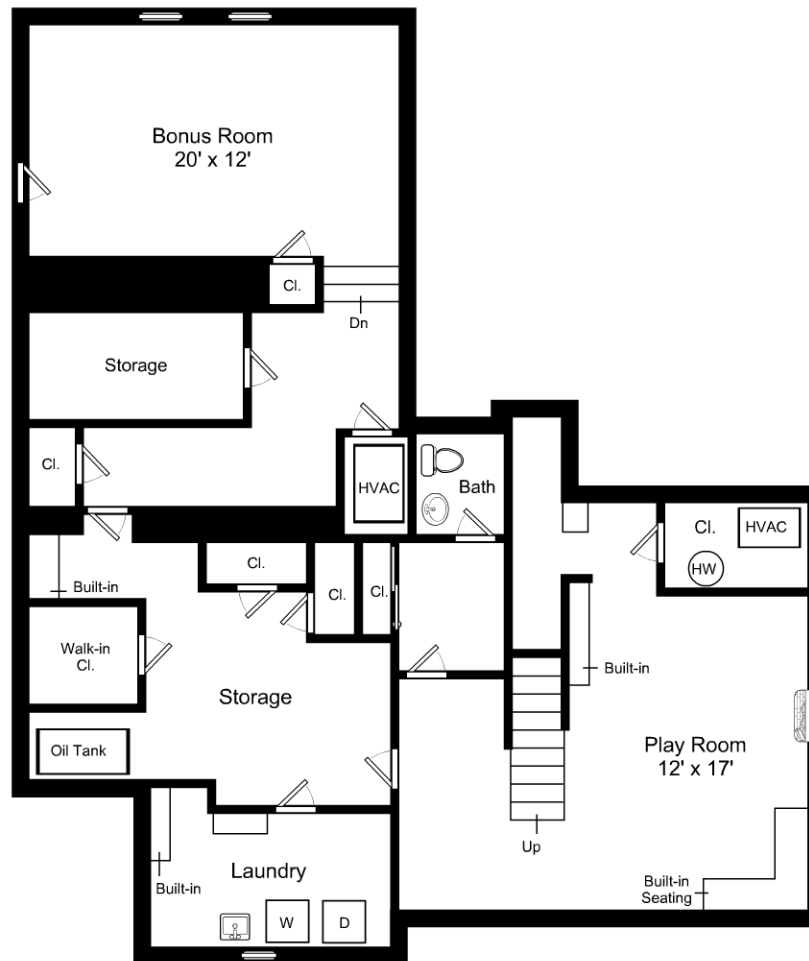 Bonus Room
20' x 12'
Cl.
Dn
Storage
Cl.
HVAC
Bath
Cl.
HVAC
HW
Cl.
Cl.
Cl.
Built-in
Walk-in
Cl.
Built-in
Storage
Oil Tank
Play Room
12' x 17'
Up
Laundry
Built-in
W
D
Built-in
Seating